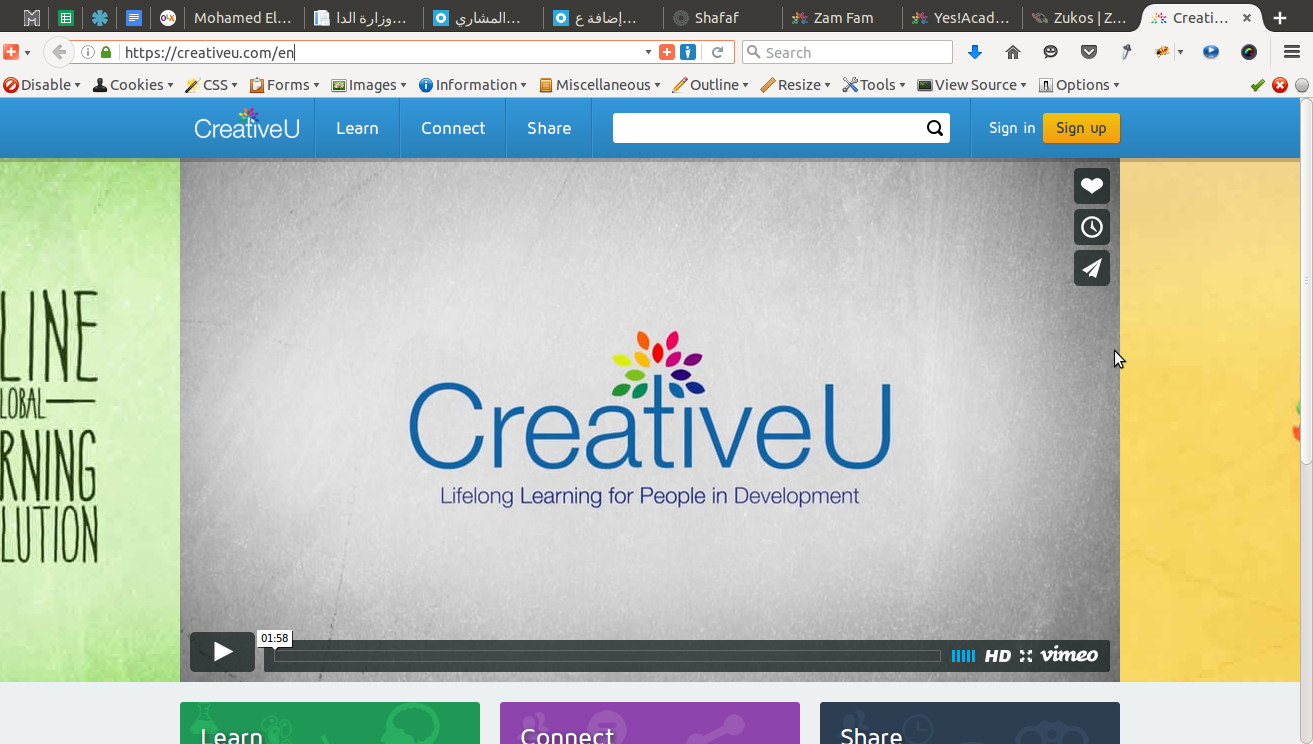 Mohamed El...
وزارة الدا...
المشاري...
إضافة ع...
Shafaf
Zam Fam
Yes!Acad...
Zukos | Z...
Creati...
https://creativeu.com/en
Search
Disable
Cookies
CSS
Forms
Images
Information
Miscellaneous
Outline
Resize
Tools
View Source
Options
CreativeU
Learn
Connect
Share
Sign in
Sign up
LINE
LOBAL
RNING
LUTION
CreativeU
Lifelong Learning for People in Development
01:58
HD
vimeo
Learn
Connect
Share